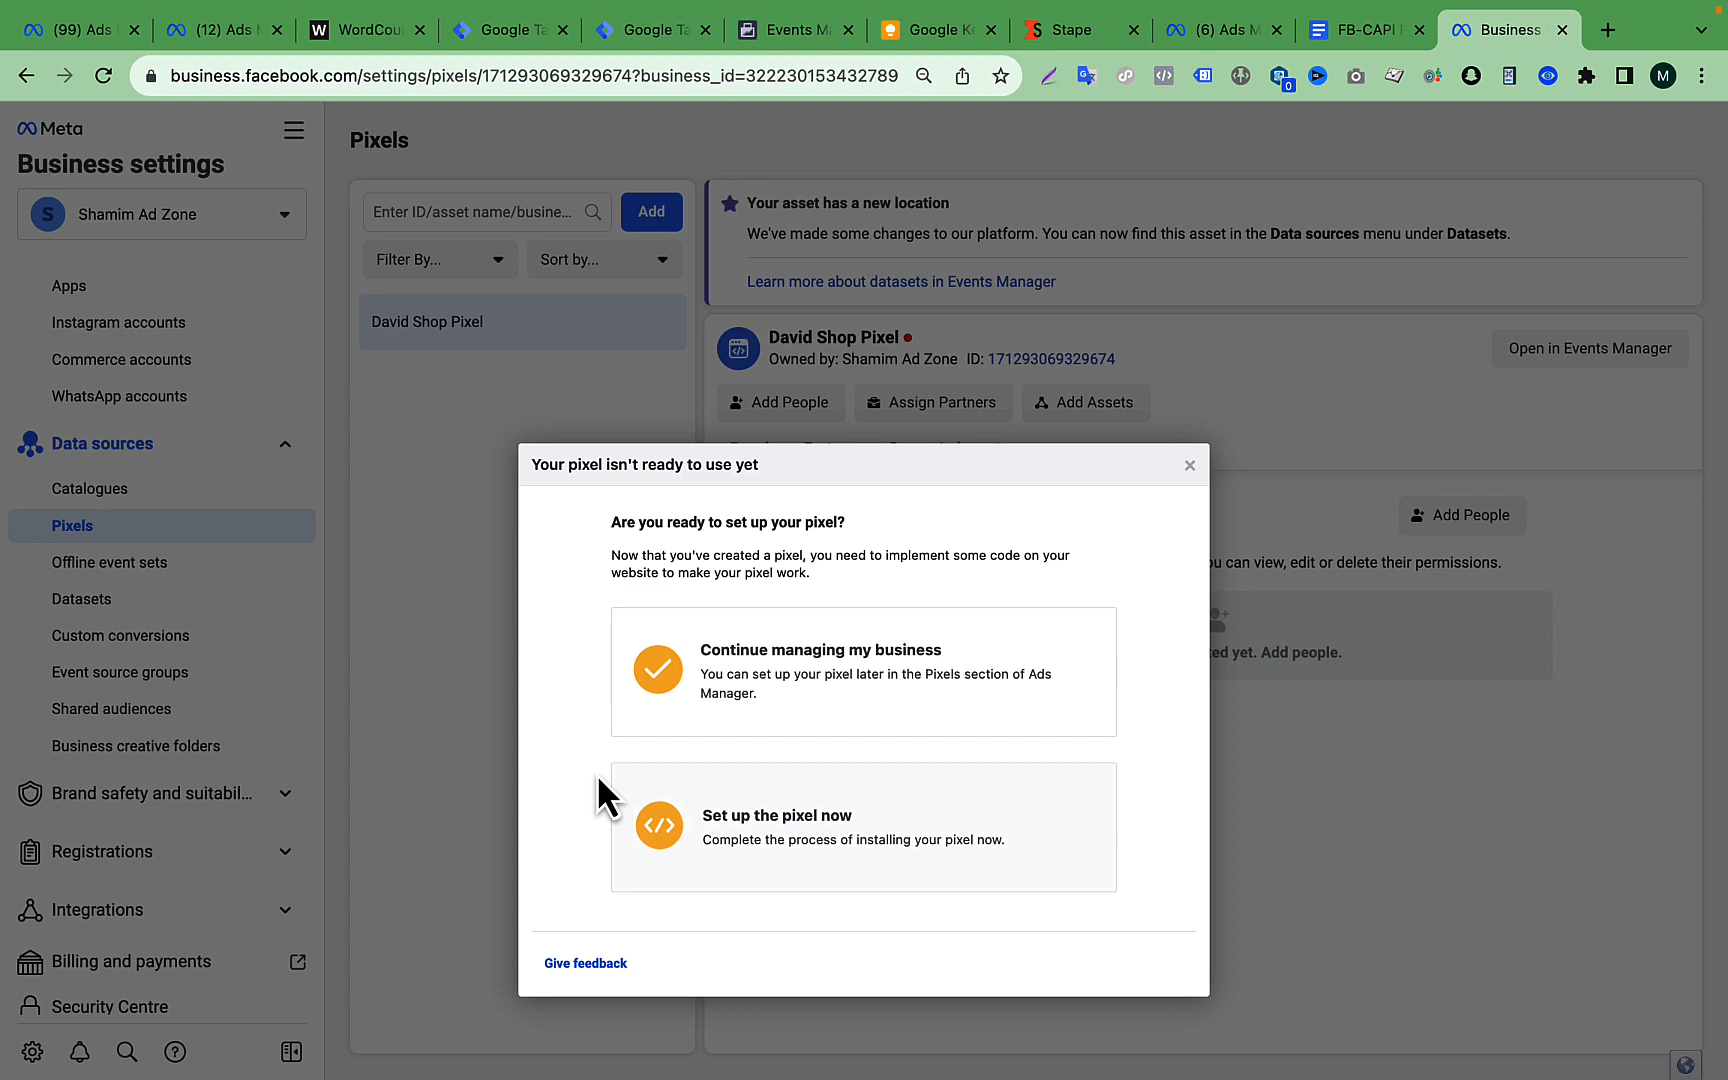 (99) Ads
(12) Ads M
WordCou
Google Ta
Google Ta
Events Ma
Google Ke
Stape
(6) Ads M
FB-CAPI F
Business
business.facebook.com/settings/pixels/171293069329674?business_id=322230153432789
0
M
Meta
Business settings
S
Shamim Ad Zone
Apps
Instagram accounts
Commerce accounts
WhatsApp accounts
Data sources
Catalogues
Pixels
Offline event sets
Datasets
Custom conversions
Event source groups
Shared audiences
Business creative folders
Brand safety and suitabil...
Registrations
Integrations
Billing and payments
Security Centre
Pixels
Enter ID/asset name/busine...
Add
Filter By...
Sort by...
David Shop Pixel
Your asset has a new location
We've made some changes to our platform. You can now find this asset in the Data sources menu under Datasets.
Learn more about datasets in Events Manager
David Shop Pixel
Owned by: Shamim Ad Zone ID: 171293069329674
Open in Events Manager
Add People
Assign Partners
Add Assets
Add People
ou can view, edit or delete their permissions.
ted yet. Add people.
Your pixel isn't ready to use yet
Are you ready to set up your pixel?
Now that you've created a pixel, you need to implement some code on your
website to make your pixel work.
Continue managing my business
You can set up your pixel later in the Pixels section of Ads
Manager.
Set up the pixel now
Complete the process of installing your pixel now.
Give feedback